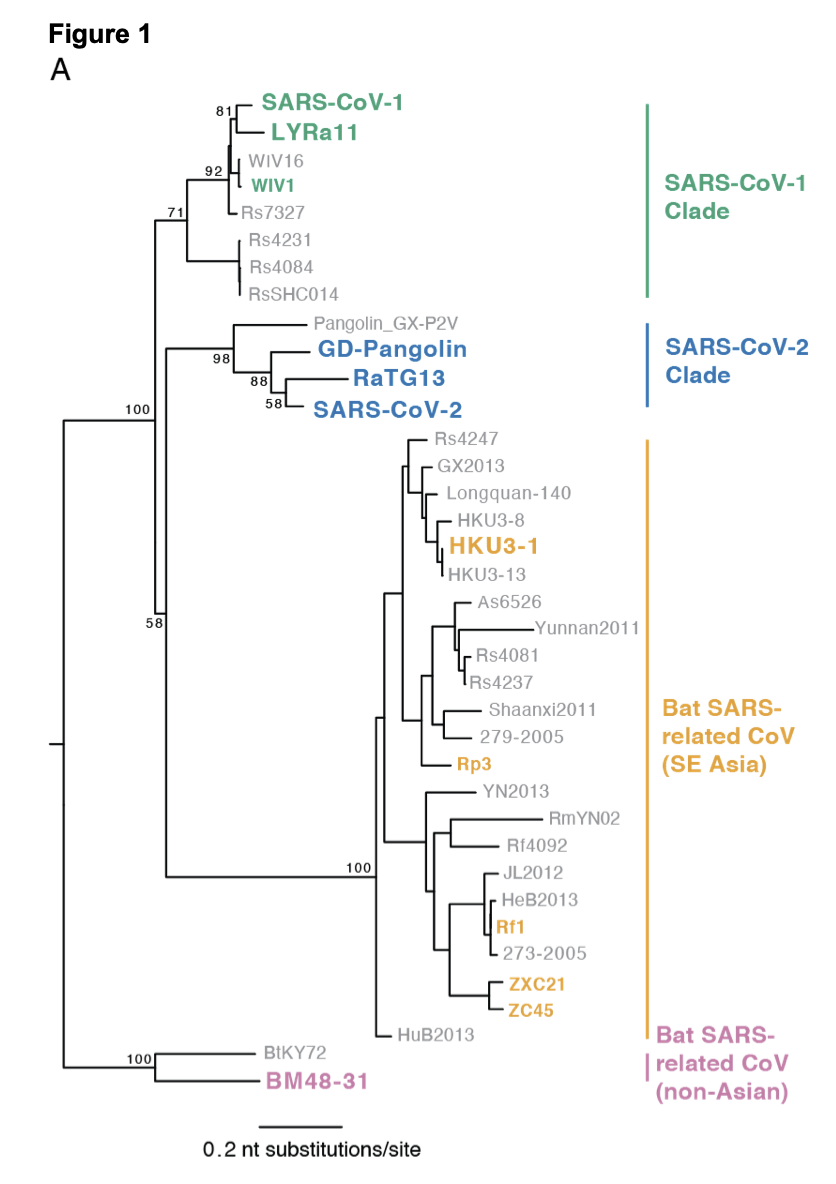 Figure 1
A
81
SARS-CoV-1
LYRa11
WIV16
92
WIV1
Rs7327
71
Rs4231
Rs4084
RsSHC014
SARS-CoV-1
Clade
Pangolin_GX-P2V
98
GD-Pangolin
88
RaTG13
58
SARS-CoV-2
SARS-CoV-2
Clade
100
Rs4247
GX2013
Longquan-140
HKU3-8
HKU3-1
HKU3-13
As6526
58
Yunnan2011
Rs4081
Rs4237
Shaanxi2011
279-2005
Rp3
Bat SARS-
related CoV
(SE Asia)
YN2013
RmYN02
Rf4092
100
JL2012
HeB2013
Rf1
273-2005
ZXC21
ZC45
HuB2013
100
BtKY72
BM48-31
Bat SARS-
related CoV
(non-Asian)
0.2 nt substitutions/site